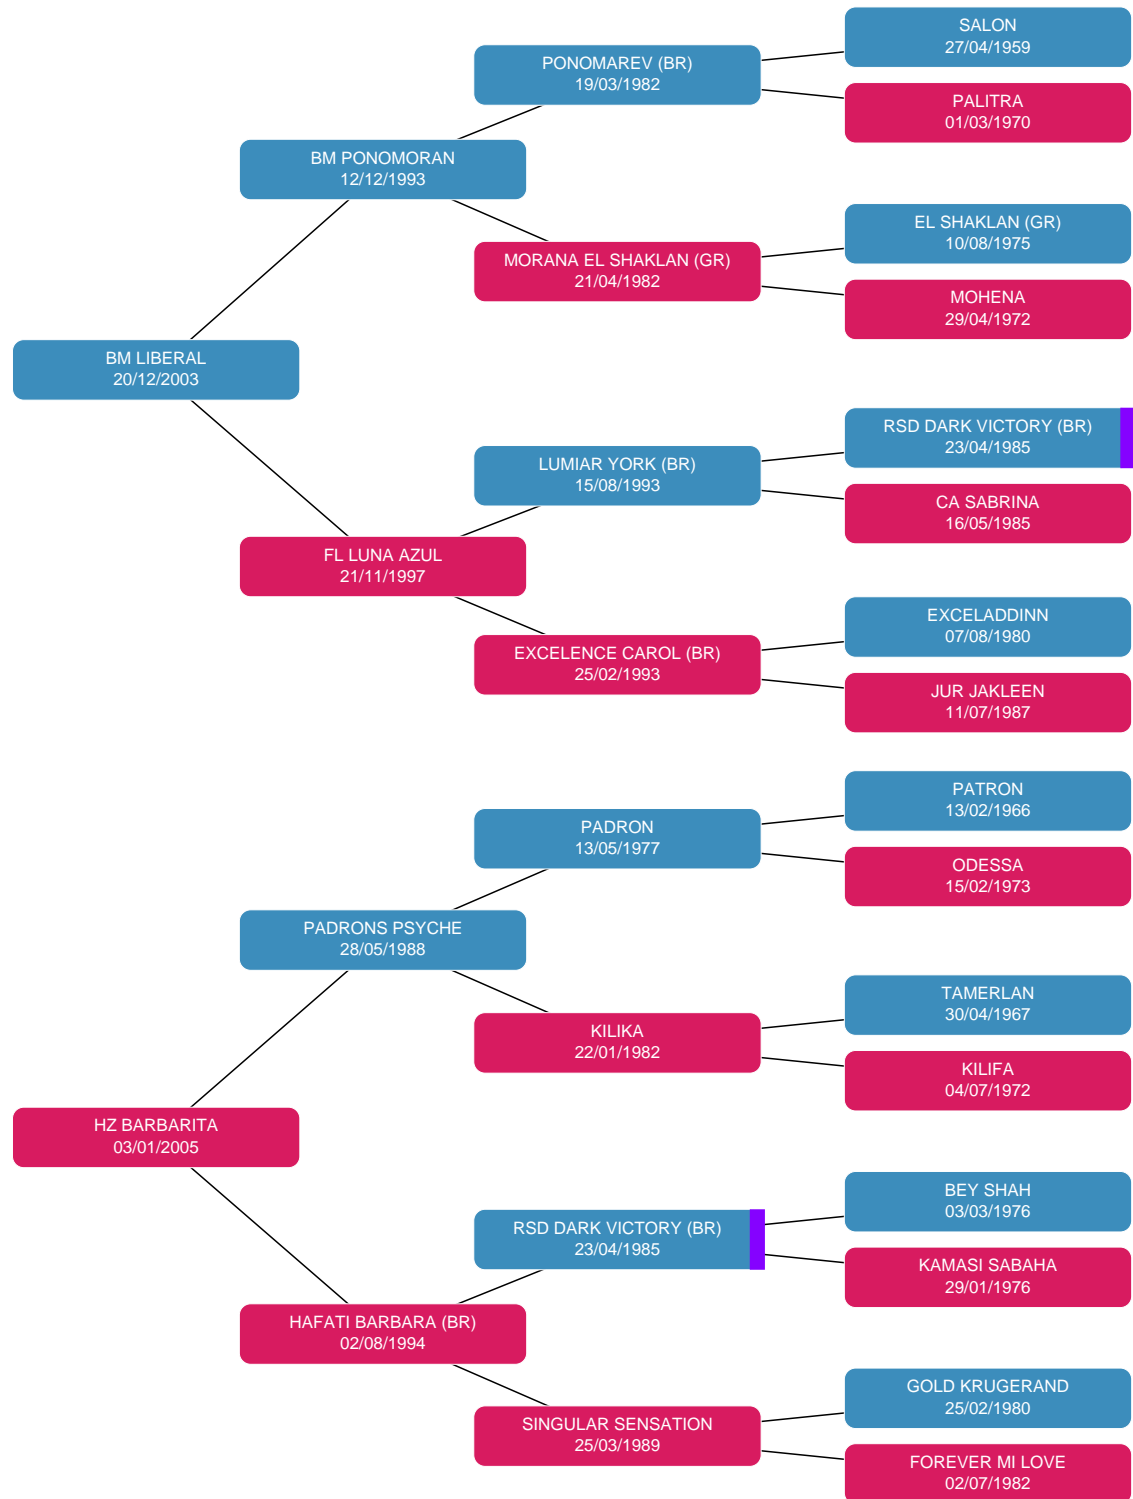 SALON
27/04/1959
PONOMAREV (BR)
19/03/1982
PALITRA
01/03/1970
BM PONOMORAN
12/12/1993
EL SHAKLAN (GR)
10/08/1975
MORANA EL SHAKLAN (GR)
21/04/1982
MOHENA
29/04/1972
BM LIBERAL
20/12/2003
RSD DARK VICTORY (BR)
23/04/1985
LUMIAR YORK (BR)
15/08/1993
CA SABRINA
16/05/1985
FL LUNA AZUL
21/11/1997
EXCELADDINN
07/08/1980
EXCELENCE CAROL (BR)
25/02/1993
JUR JAKLEEN
11/07/1987
PATRON
13/02/1966
PADRON
13/05/1977
ODESSA
15/02/1973
PADRONS PSYCHE
28/05/1988
TAMERLAN
30/04/1967
KILIKA
22/01/1982
KILIFA
04/07/1972
HZ BARBARITA
03/01/2005
BEY SHAH
03/03/1976
RSD DARK VICTORY (BR)
23/04/1985
KAMASI SABAHA
29/01/1976
HAFATI BARBARA (BR)
02/08/1994
GOLD KRUGERAND
25/02/1980
SINGULAR SENSATION
25/03/1989
FOREVER MI LOVE
02/07/1982